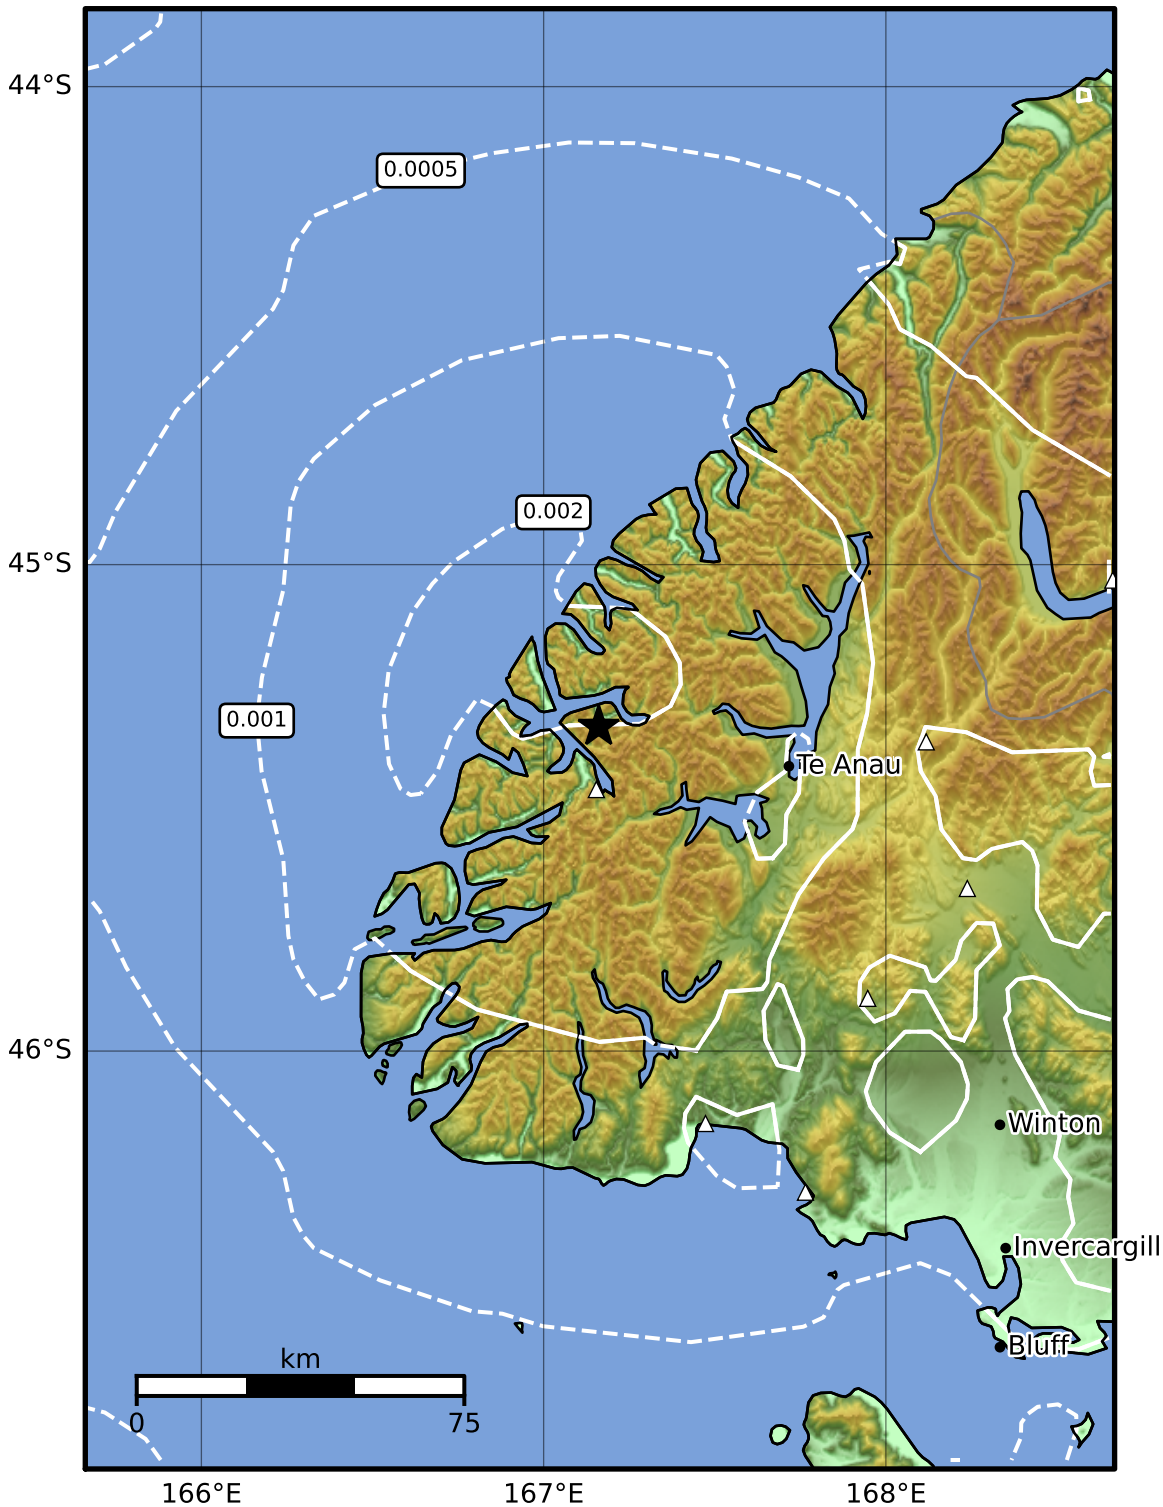 44°S
0.0005
0.002
45°S
0.001
Te Anau
46°S
Winton
Invercargill
Bluff
km
0 75
166°E 167°E 168°E